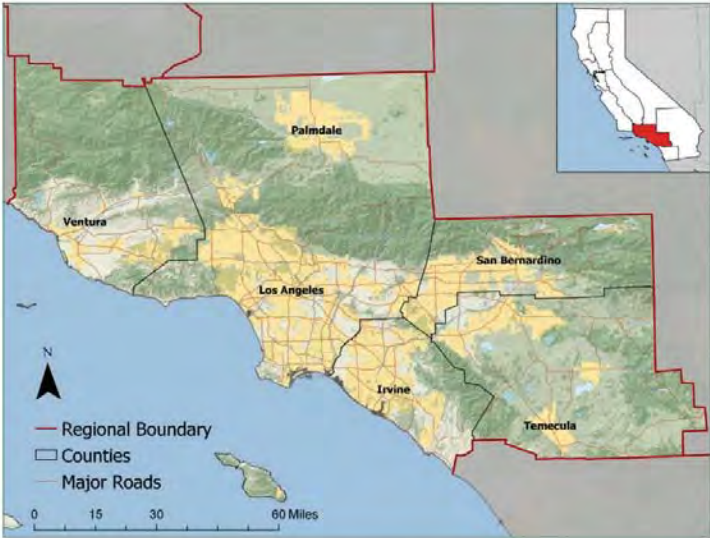 Palmdale
Ventura
San Bernardino
Los Angeles
Irvine
Temecula
N
Regional Boundary
Counties
Major Roads
0 15 30 60 Miles